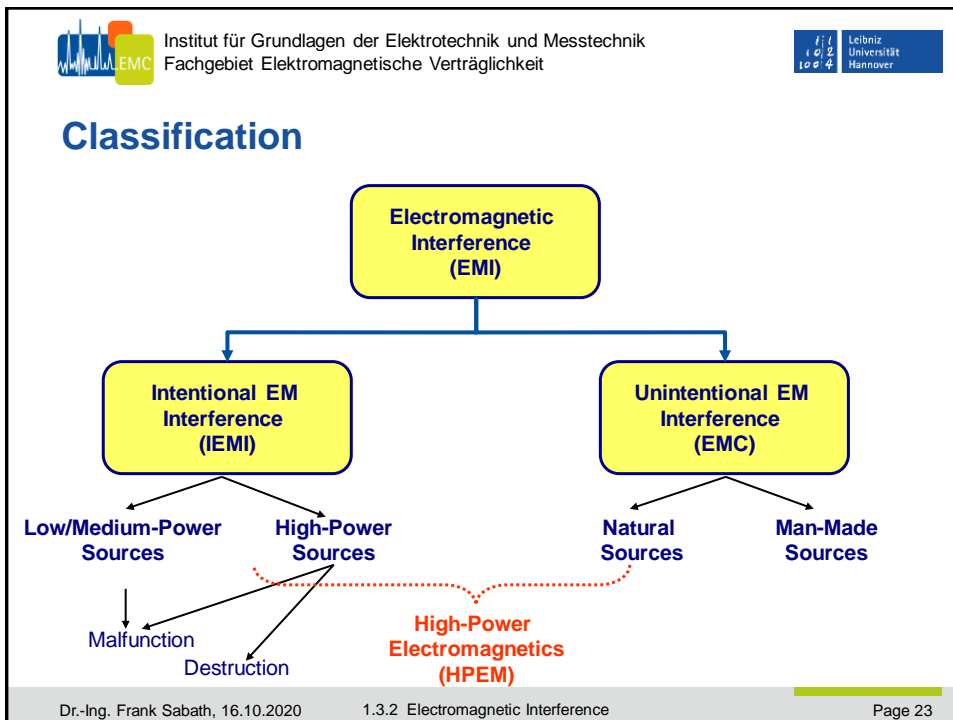 EMC
Institut für Grundlagen der Elektrotechnik und Messtechnik
Fachgebiet Elektromagnetische Verträglichkeit
Leibniz
Universität
Hannover
Classification
Electromagnetic
Interference
(EMI)
Intentional EM
Interference
(IEMI)
Unintentional EM
Interference
(EMC)
Low/Medium-Power
Sources
High-Power
Sources
Natural
Sources
Man-Made
Sources
Malfunction
Destruction
High-Power
Electromagnetics
(HPEM)
Dr.-Ing. Frank Sabath, 16.10.2020
1.3.2 Electromagnetic Interference
Page 23